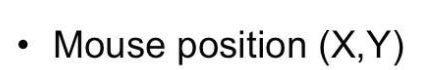 • Mouse position (X,Y)